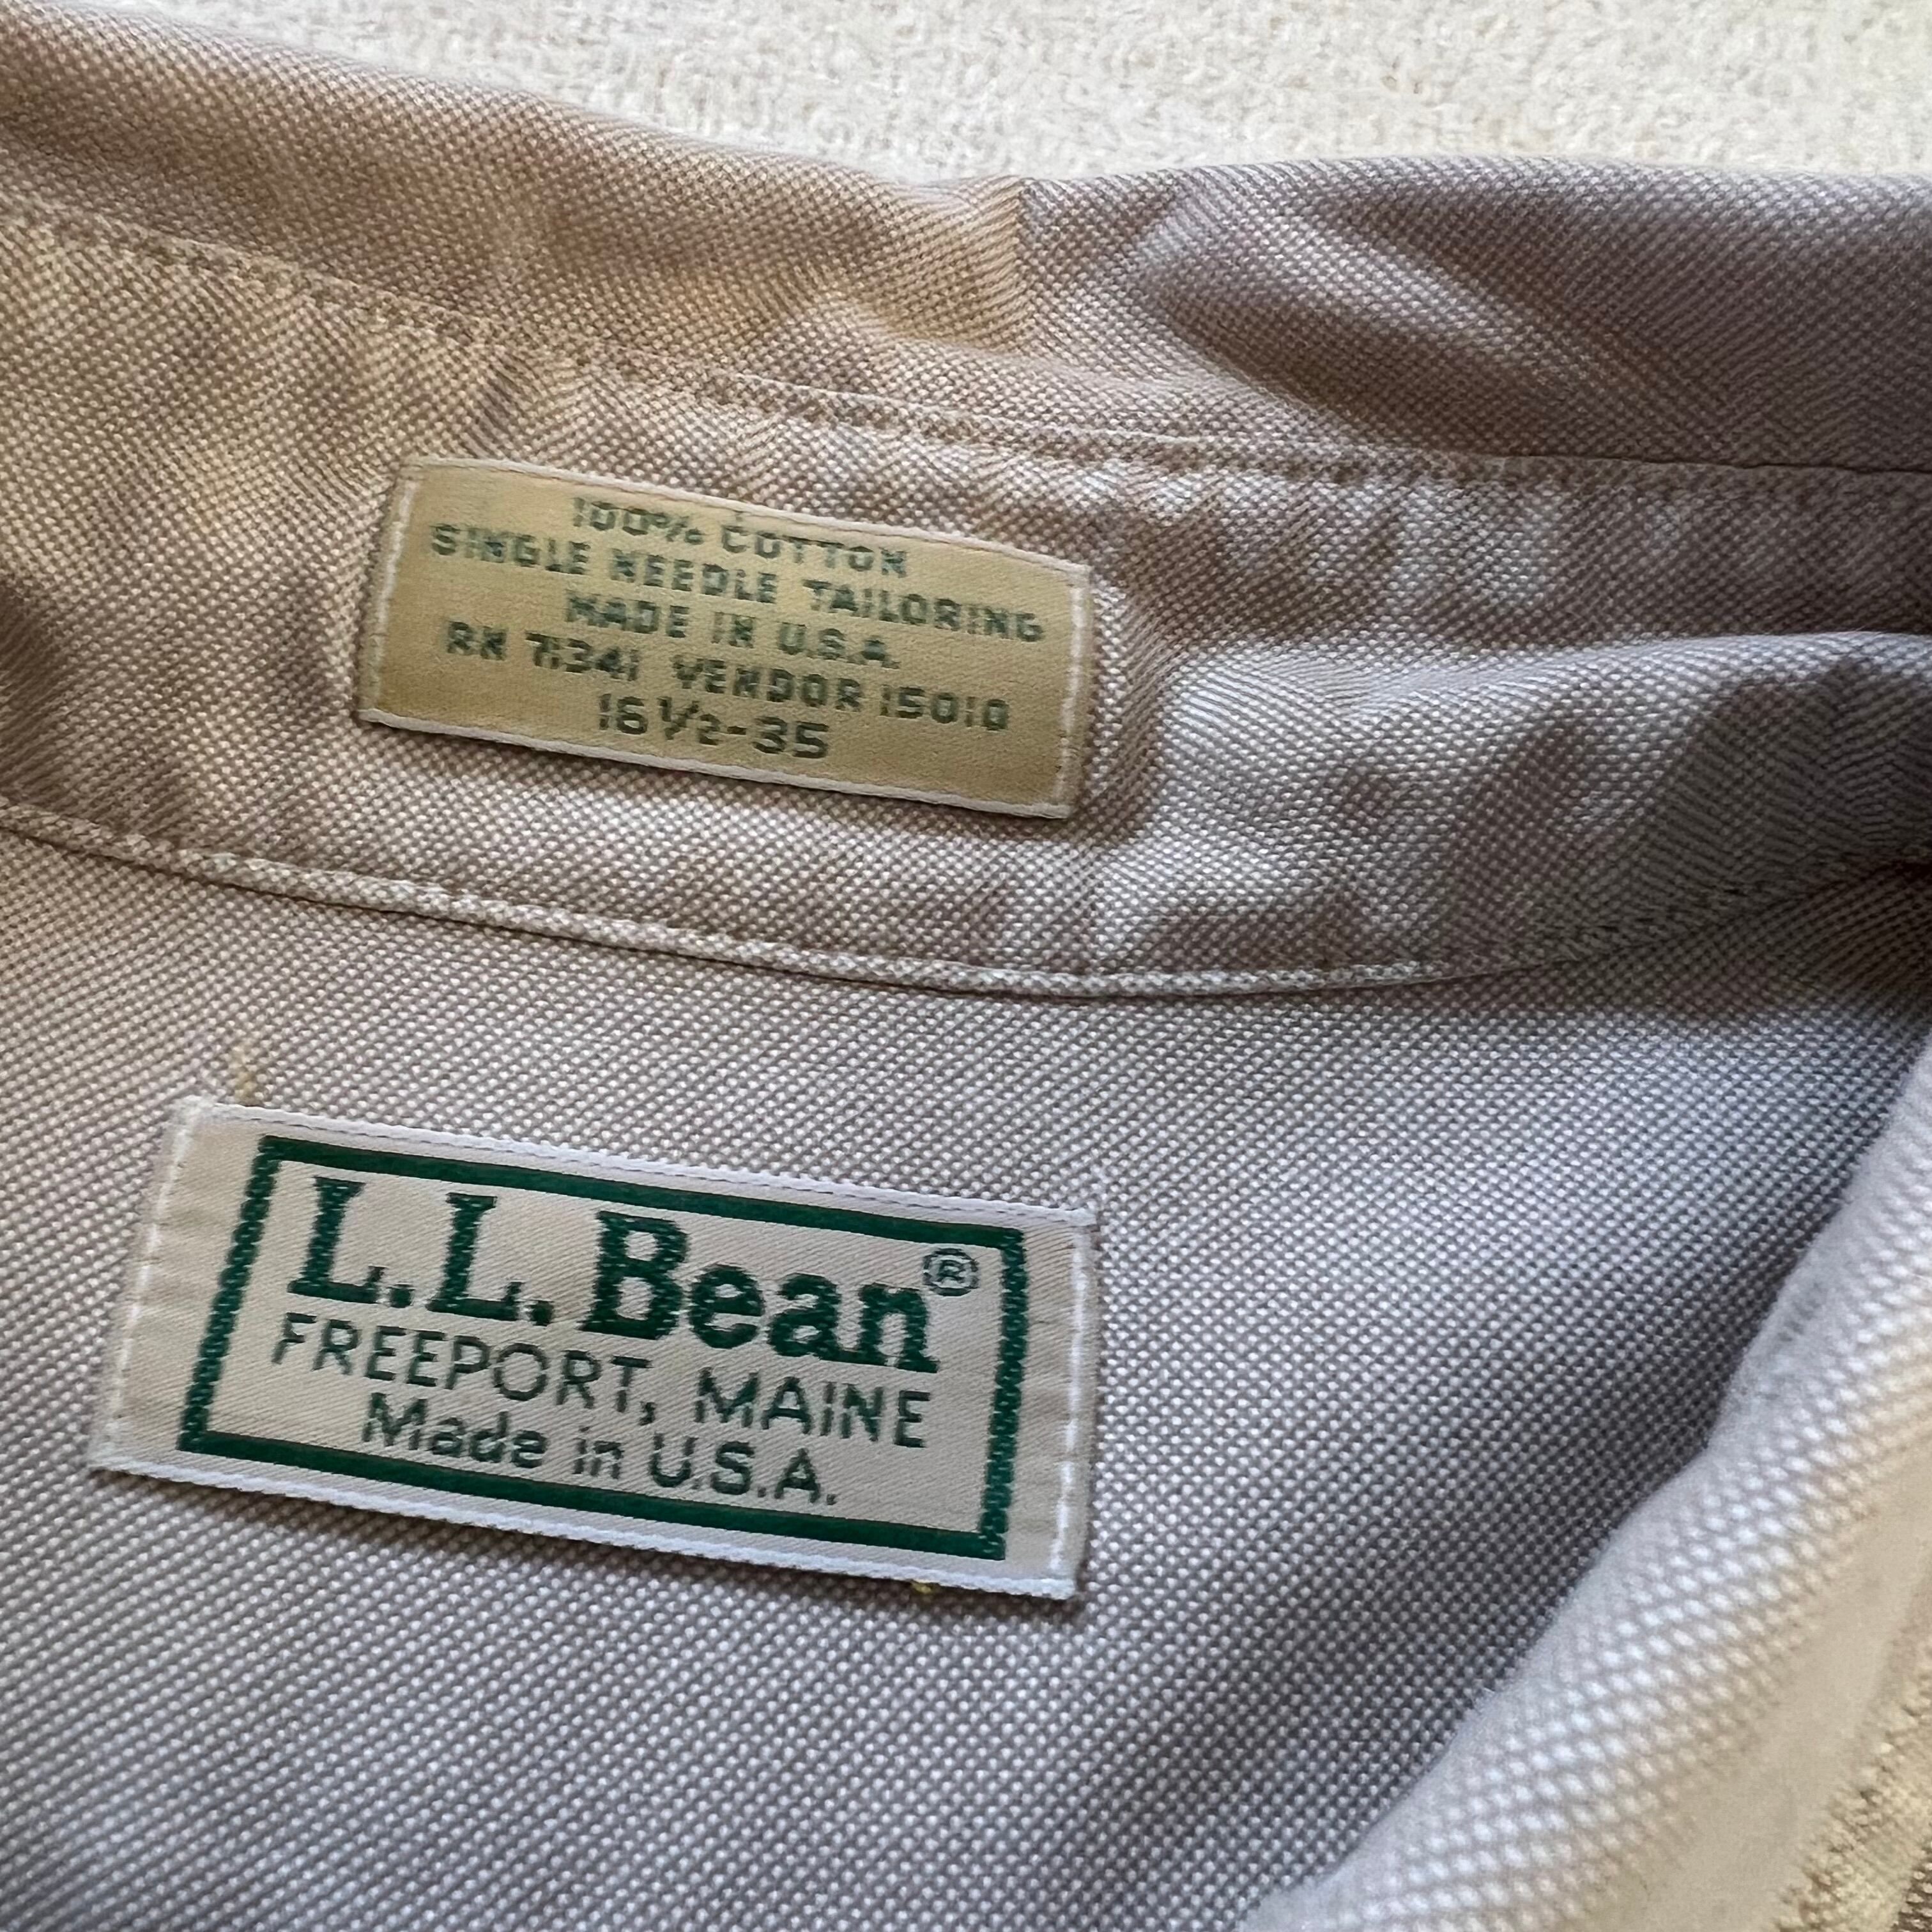 100% COTTON
SINGLE NEEDLE TAILORING
MADE IN U.S.A.
RN 71341 VENDOR 15010
16 1/2-35
L.L.Bean®
FREEPORT, MAINE
Made in U.S.A.